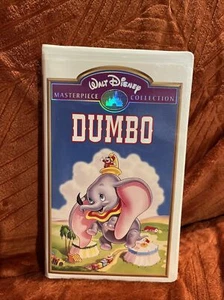 Walt Disney
MASTERPIECE COLLECTION
DUMBO